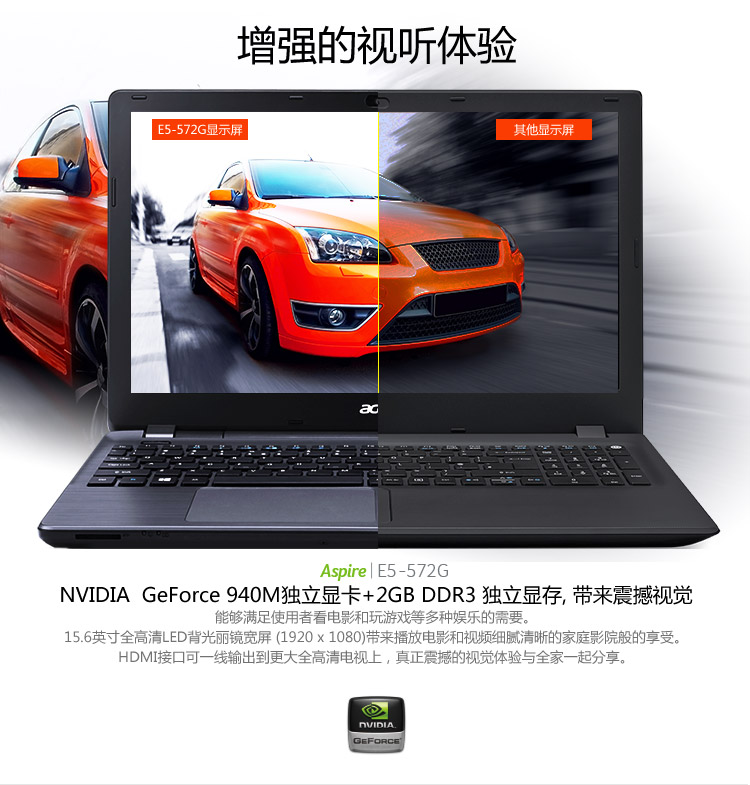 增强的视听体验
E5-572G显示屏
其他显示屏
ac
Aspire | E5-572G
NVIDIA GeForce 940M独立显卡+2GB DDR3 独立显存, 带来震撼视觉
能够满足使用者看电影和玩游戏等多种娱乐的需要。
15.6英寸全高清LED背光丽镜宽屏 (1920 x 1080)带来播放电影和视频细腻清晰的家庭影院般的享受。
HDMI接口可一线输出到更大全高清电视上，真正震撼的视觉体验与全家一起分享。
NVIDIA.
GEFORCE